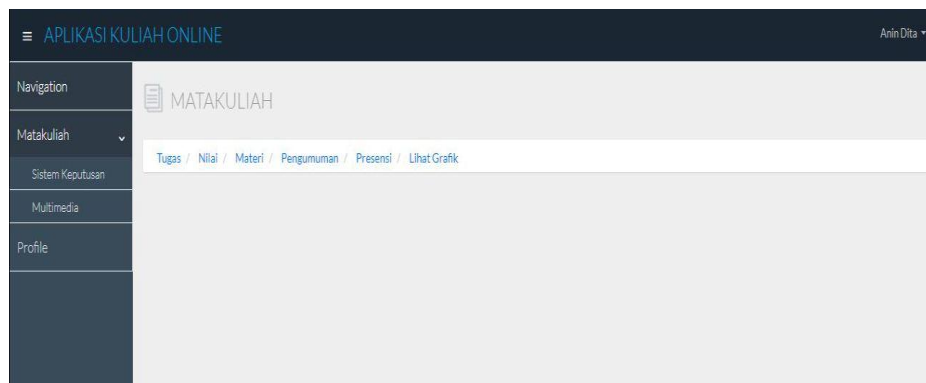 ≡ APLIKASI KULIAH ONLINE
Anin Dita
Navigation
Matakuliah
Sistem Keputusan
Multimedia
Profile
MATAKULIAH
Tugas / Nilai / Materi / Pengumuman / Presensi / Lihat Grafik